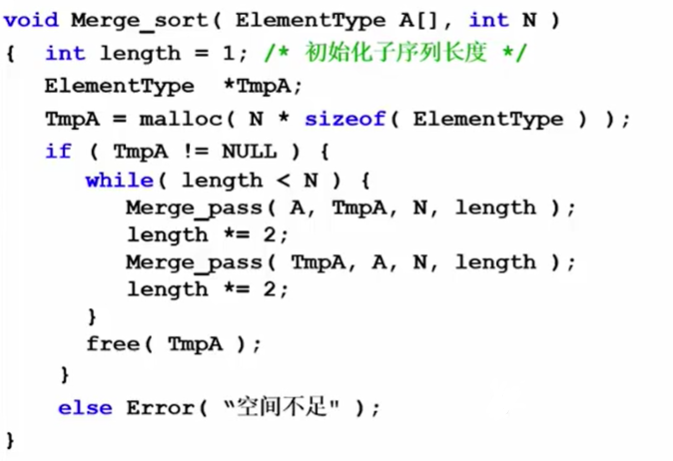 void Merge_sort( ElementType A[], int N )
{ int length = 1; /* 初始化子序列长度 */
ElementType *TmpA;
TmpA = malloc( N * sizeof( ElementType ) );
if ( TmpA != NULL ) {
while( length < N ) {
Merge_pass( A, TmpA, N, length );
length *= 2;
Merge_pass( TmpA, A, N, length );
length *= 2;
}
free( TmpA );
}
else Error( “空间不足" );
}